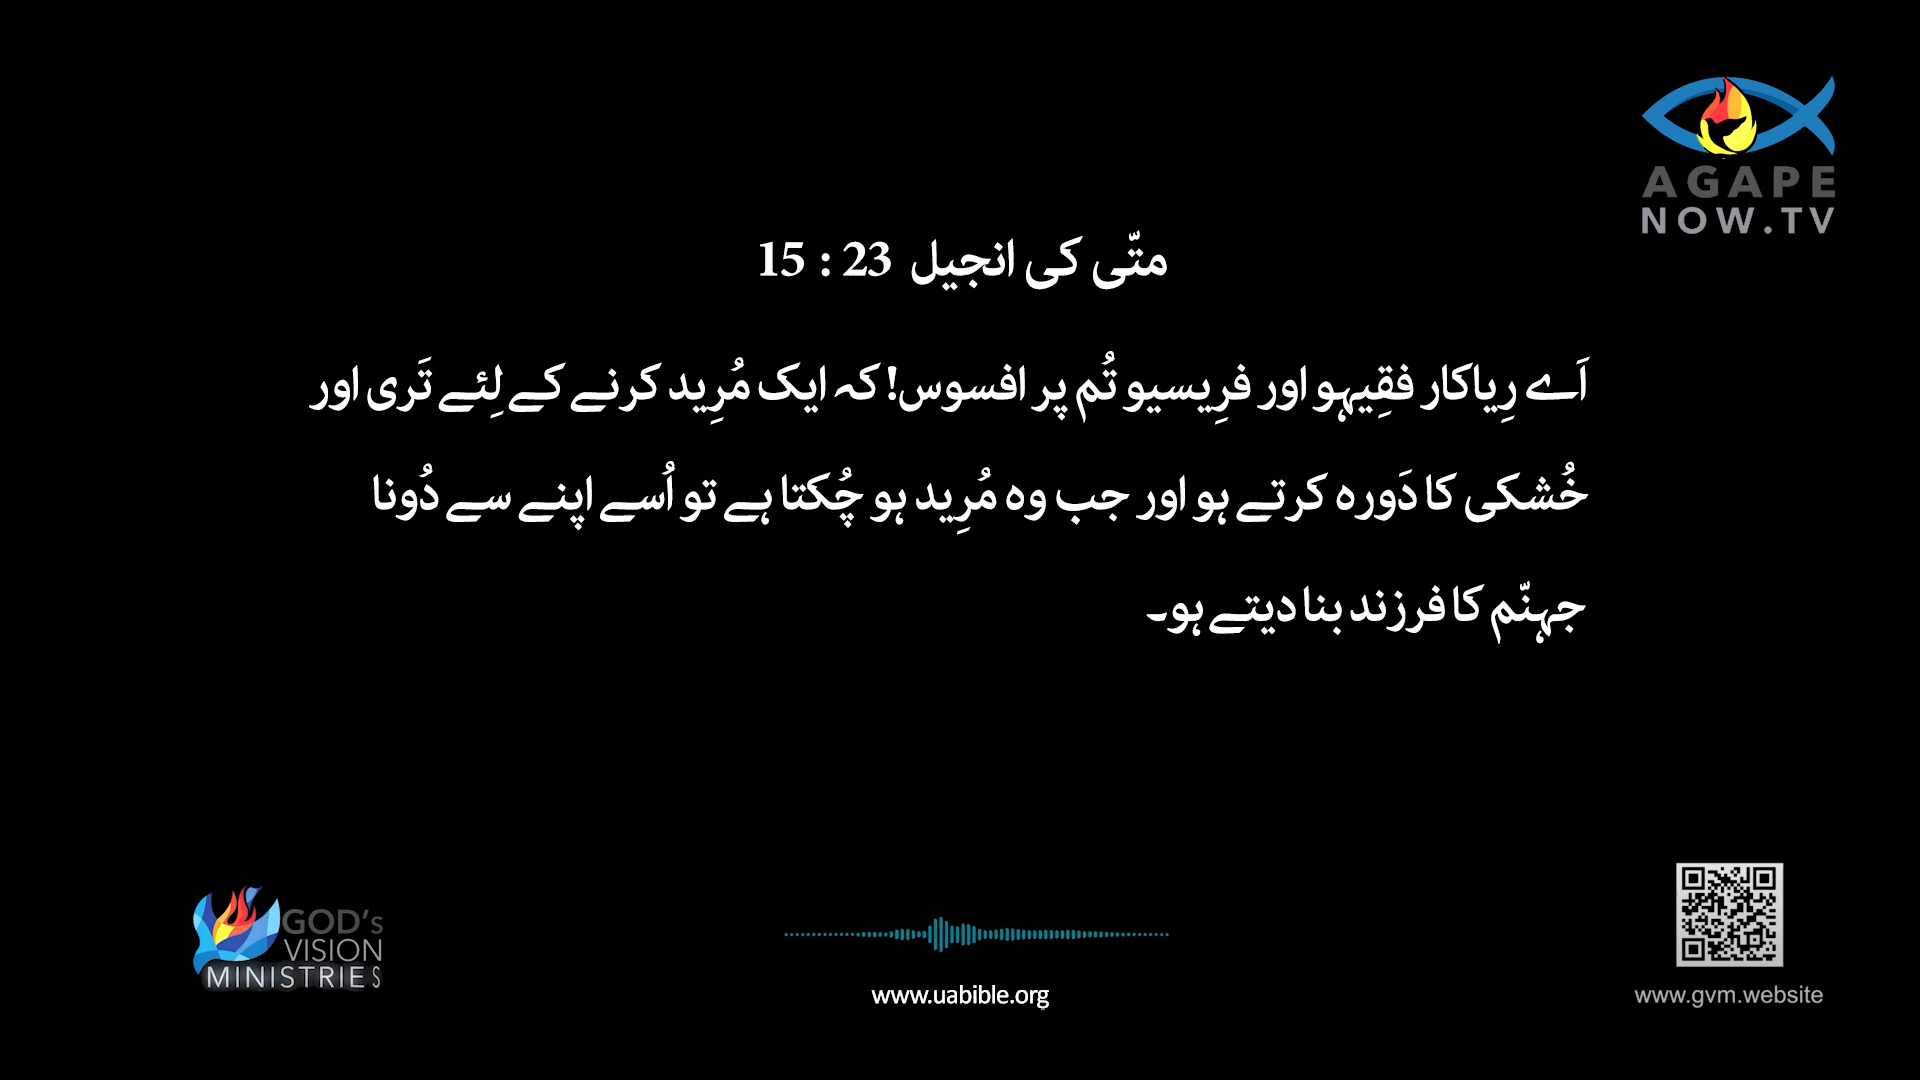 AGAPE
NOW.TV
متّی کی انجیل 23 : 15
اَے رِیاکار فقِیہو اور فرِیسیو تُم پر افسوس! کہ ایک مُرِید کرنے کے لِئے تَری اور
خُشکی کا دَورہ کرتے ہو اور جب وہ مُرِید ہو چُکتا ہے تو اُسے اپنے سے دُونا
جہنّم کا فرزند بنا دیتے ہو۔
GOD's
VISION
MINISTRIES
www.uabible.org
www.gvm.website